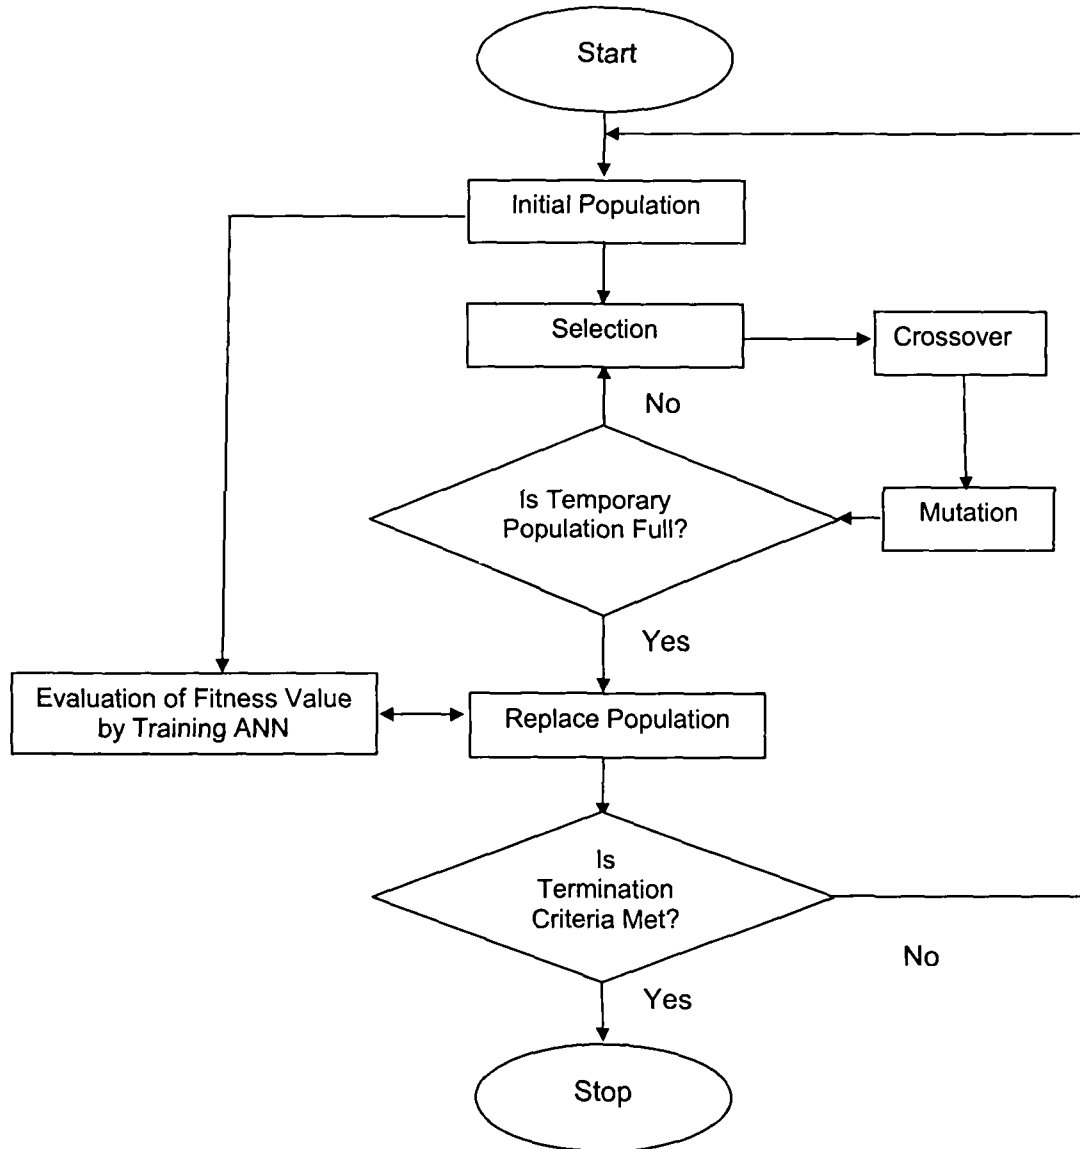 Start
Initial Population
Selection
Crossover
No
Is Temporary
Population Full?
Mutation
Yes
Evaluation of Fitness Value
by Training ANN
Replace Population
Is
Termination
Criteria Met?
No
Yes
Stop